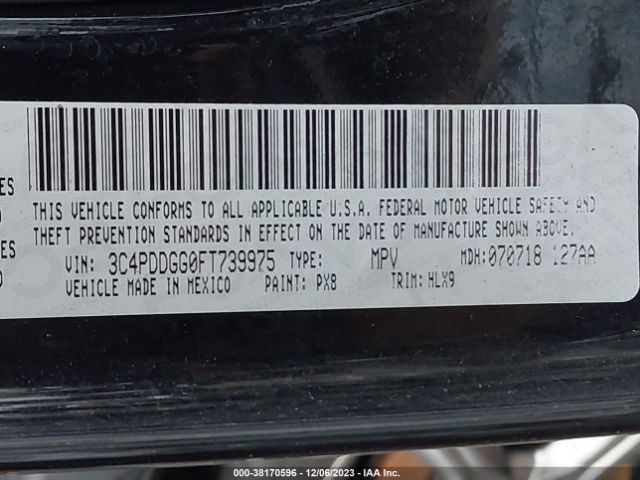 THIS VEHICLE CONFORMS TO ALL APPLICABLE U.S.A. FEDERAL MOTOR VEHICLE SAFETY AND
THEFT PREVENTION STANDARDS IN EFFECT ON THE DATE OF MANUFACTURE SHOWN ABOVE.
VIN: 3C4PDDGG0FT739975 TYPE: MPV MDH:070718 127AA
VEHICLE MADE IN MEXICO PAINT: PX8 TRIM: HLX9
000-38170596 - 12/06/2023 - IAA Inc.